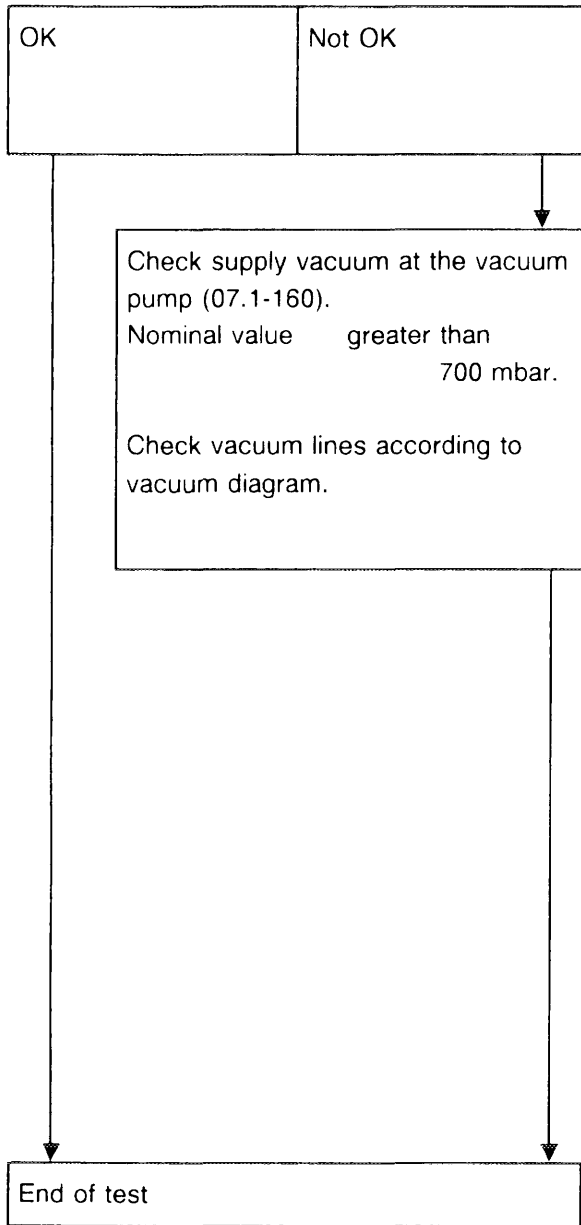 OK
Not OK
Check supply vacuum at the vacuum
pump (07.1-160).
Nominal value greater than
700 mbar.
Check vacuum lines according to
vacuum diagram.
End of test